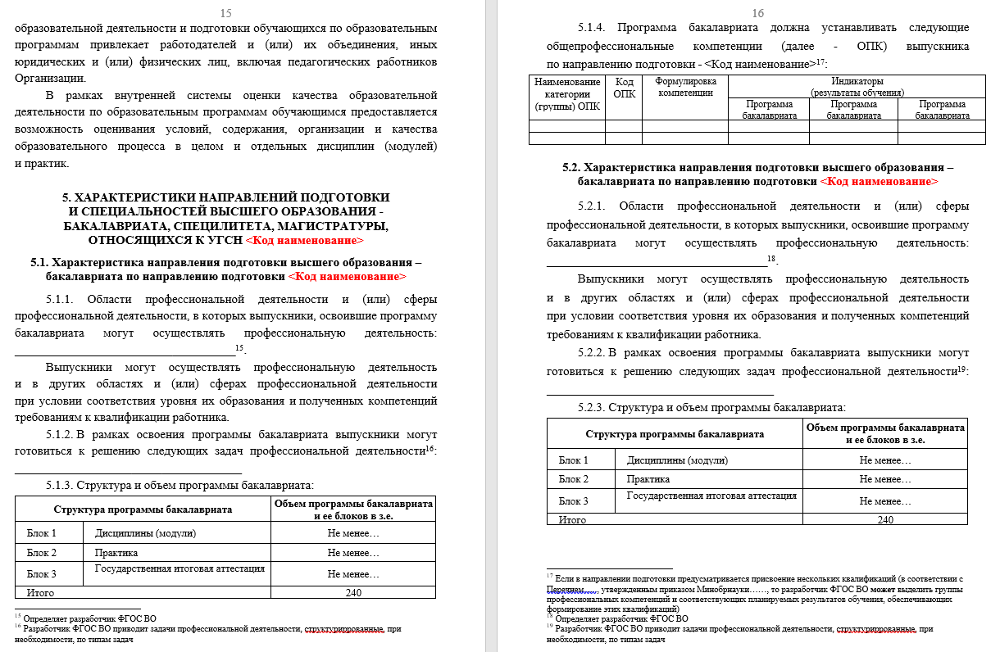 15
образовательной деятельности и подготовки обучающихся по образовательным
программам привлекает работодателей и (или) их объединения, иных
юридических и (или) физических лиц, включая педагогических работников
Организации.
В рамках внутренней системы оценки качества образовательной
деятельности по образовательным программам обучающимся предоставляется
возможность оценивания условий, содержания, организации и качества
образовательного процесса в целом и отдельных дисциплин (модулей)
и практик.
5. ХАРАКТЕРИСТИКИ НАПРАВЛЕНИЙ ПОДГОТОВКИ
И СПЕЦИАЛЬНОСТЕЙ ВЫСШЕГО ОБРАЗОВАНИЯ -
БАКАЛАВРИАТА, СПЕЦИЛИТЕТА, МАГИСТРАТУРЫ,
ОТНОСЯЩИХСЯ К УГСН <Код наименование>
5.1. Характеристика направления подготовки высшего образования –
бакалавриата по направлению подготовки <Код наименование>
5.1.1. Области профессиональной деятельности и (или) сферы
профессиональной деятельности, в которых выпускники, освоившие программу
бакалавриата могут осуществлять профессиональную деятельность:
_______________________________________15.
Выпускники могут осуществлять профессиональную деятельность
и в других областях и (или) сферах профессиональной деятельности
при условии соответствия уровня их образования и полученных компетенций
требованиям к квалификации работника.
5.1.2. В рамках освоения программы бакалавриата выпускники могут
готовиться к решению следующих задач профессиональной деятельности16:
________________________________________
5.1.3. Структура и объем программы бакалавриата:
Структура программы бакалавриата
Объем программы бакалавриата
и ее блоков в з.е.
Блок 1 Дисциплины (модули) Не менее…
Блок 2 Практика Не менее…
Блок 3 Государственная итоговая аттестация Не менее…
Итого 240
15 Определяет разработчик ФГОС ВО
16 Разработчик ФГОС ВО приводит задачи профессиональной деятельности, структуриррованные, при
необходимости, по типам задач
16
5.1.4. Программа бакалавриата должна устанавливать следующие
общепрофессиональные компетенции (далее - ОПК) выпускника
по направлению подготовки - <Код наименование>17:
Наименование
категории
(группы) ОПК
Код
ОПК
Формулировка
компетенции
Индикаторы
(результаты обучения)
Программа
бакалавриата
Программа
бакалавриата
Программа
бакалавриата
5.2. Характеристика направления подготовки высшего образования –
бакалавриата по направлению подготовки <Код наименование>
5.2.1. Области профессиональной деятельности и (или) сферы
профессиональной деятельности, в которых выпускники, освоившие программу
бакалавриата могут осуществлять профессиональную деятельность:
_______________________________________18.
Выпускники могут осуществлять профессиональную деятельность
и в других областях и (или) сферах профессиональной деятельности
при условии соответствия уровня их образования и полученных компетенций
требованиям к квалификации работника.
5.2.2. В рамках освоения программы бакалавриата выпускники могут
готовиться к решению следующих задач профессиональной деятельности19:
________________________________________
5.2.3. Структура и объем программы бакалавриата:
Структура программы бакалавриата
Объем программы бакалавриата
и ее блоков в з.е.
Блок 1 Дисциплины (модули) Не менее…
Блок 2 Практика Не менее…
Блок 3 Государственная итоговая аттестация Не менее…
Итого 240
17 Если в направлении подготовки предусматривается присвоение нескольких квалификаций (в соответствии с
Перечнем….., утвержденным приказом Минобрнауки……, то разработчик ФГОС ВО может выделить группы
профессиональных компетенций и соответствующих планируемых результатов обучения, обеспечивающих
формирование этих квалификаций)
18 Определяет разработчик ФГОС ВО
19 Разработчик ФГОС ВО приводит задачи профессиональной деятельности, структуриррованные, при
необходимости, по типам задач